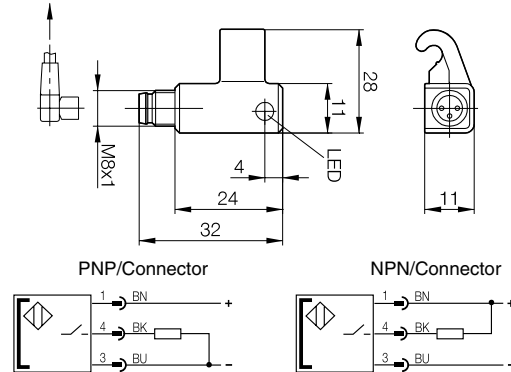 28
11
LED
M8x1
4
24
32
11
PNP/Connector
1 BN +
4 BK
3 BU -
NPN/Connector
1 BN +
4 BK
3 BU -